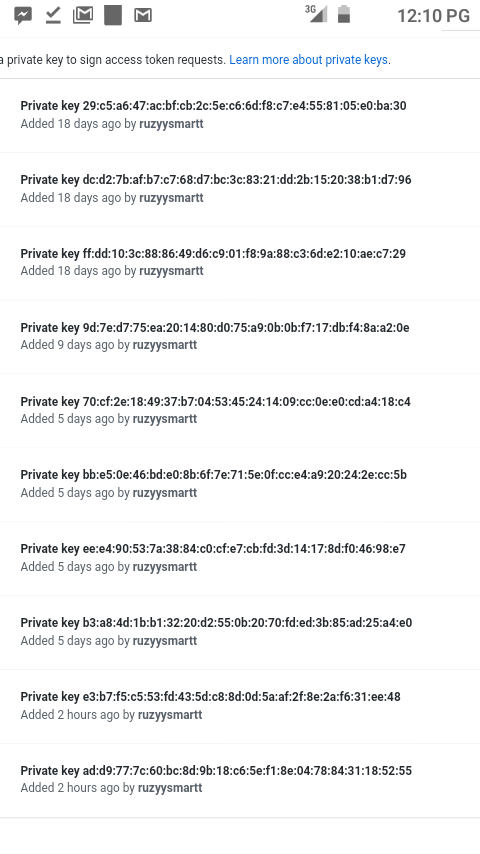 3G 12:10 PG
a private key to sign access token requests. Learn more about private keys.
Private key 29:c5:a6:47:ac:bf:cb:2c:5e:c6:6d:f8:c7:e4:55:81:05:e0:ba:30
Added 18 days ago by ruzyysmartt
Private key dc:d2:7b:af:b7:c7:68:d7:bc:3c:83:21:dd:2b:15:20:38:b1:d7:96
Added 18 days ago by ruzyysmartt
Private key ff:dd:10:3c:88:86:49:d6:c9:01:f8:9a:88:c3:6d:e2:10:ae:c7:29
Added 18 days ago by ruzyysmartt
Private key 9d:7e:d7:75:ea:20:14:80:d0:75:a9:0b:0b:f7:17:db:f4:8a:a2:0e
Added 9 days ago by ruzyysmartt
Private key 70:cf:2e:18:49:37:b7:04:53:45:24:14:09:cc:0e:e0:cd:a4:18:c4
Added 5 days ago by ruzyysmartt
Private key bb:e5:0e:46:bd:e0:8b:6f:7e:71:5e:0f:cc:e4:a9:20:24:2e:cc:5b
Added 5 days ago by ruzyysmartt
Private key ee:e4:90:53:7a:38:84:c0:cf:e7:cb:fd:3d:14:17:8d:f0:46:98:e7
Added 5 days ago by ruzyysmartt
Private key b3:a8:4d:1b:b1:32:20:d2:55:0b:20:70:fd:ed:3b:85:ad:25:a4:e0
Added 5 days ago by ruzyysmartt
Private key e3:b7:f5:c5:53:fd:43:5d:c8:8d:0d:5a:af:2f:8e:2a:f6:31:ee:48
Added 2 hours ago by ruzyysmartt
Private key ad:d9:77:7c:60:bc:8d:9b:18:c6:5e:f1:8e:04:78:84:31:18:52:55
Added 2 hours ago by ruzyysmartt